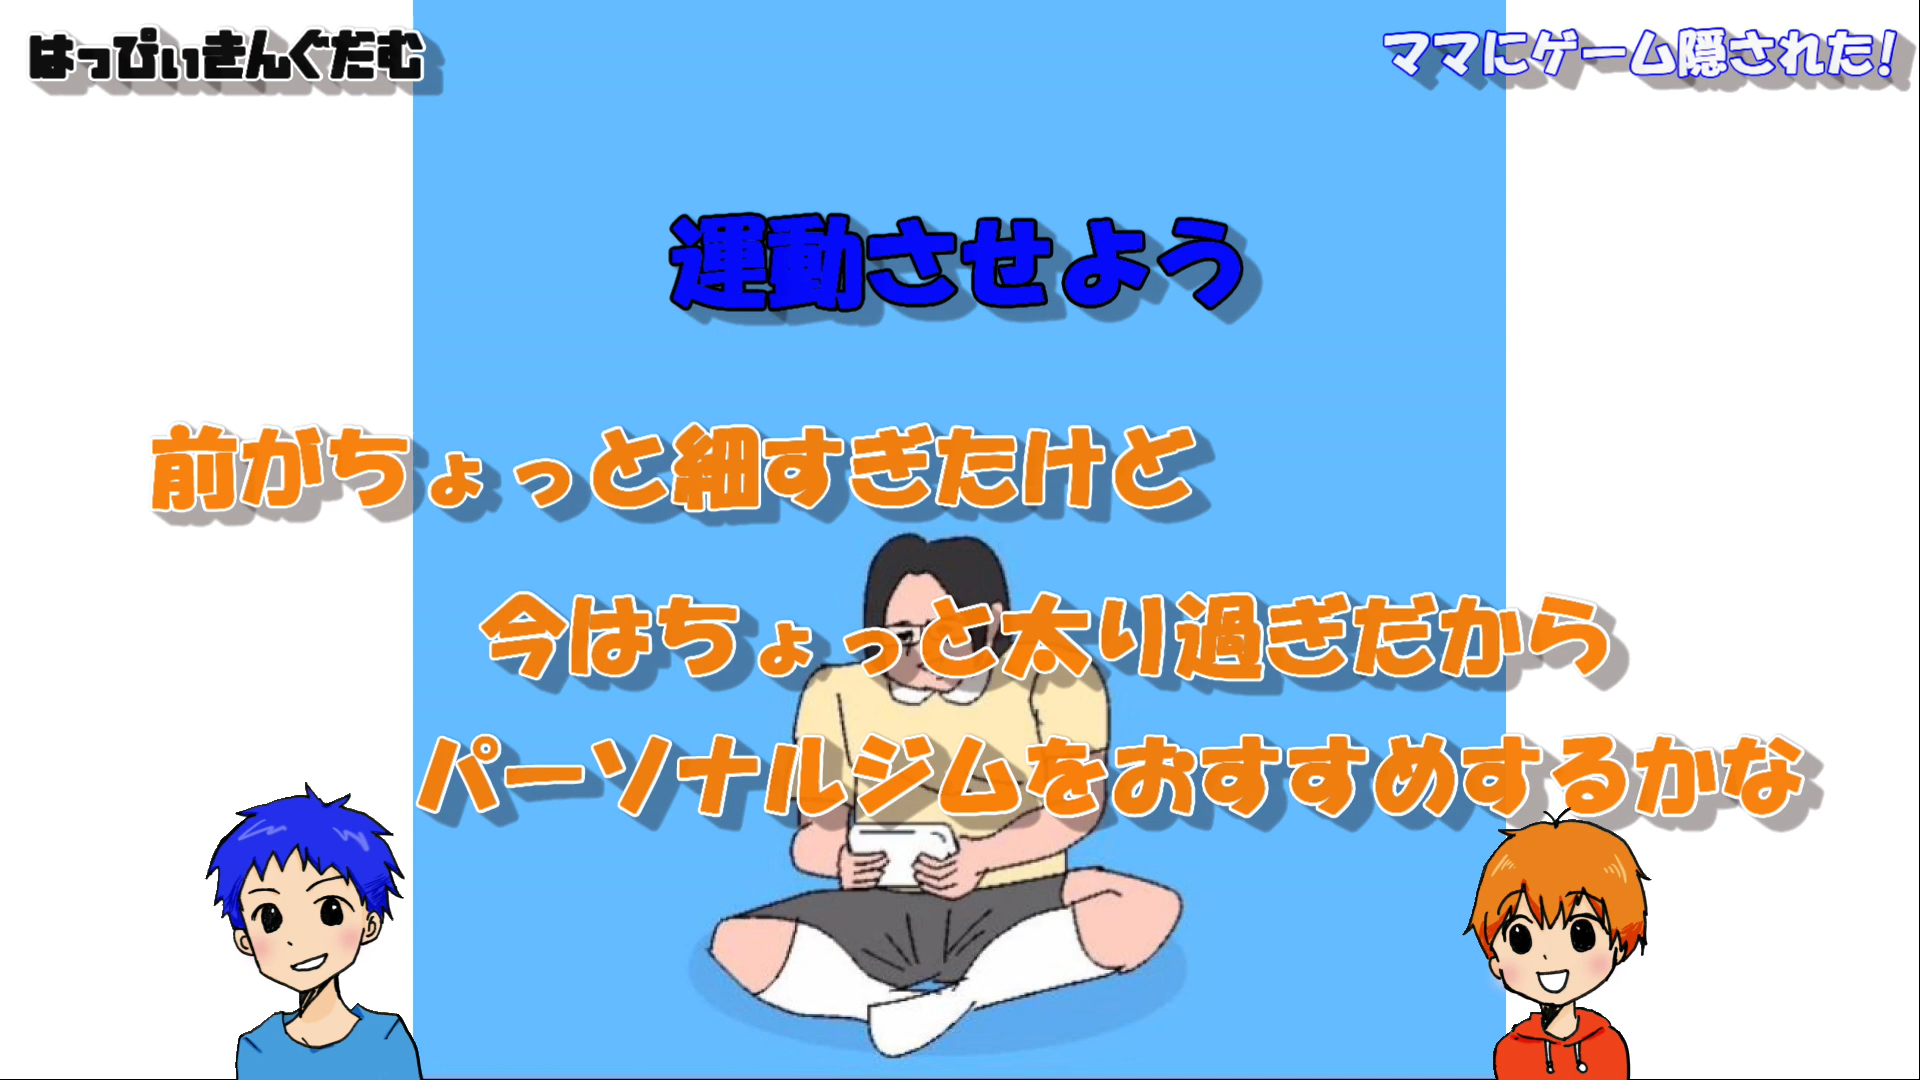 はっぴぃきんぐだむ
ママにゲーム隠された!
運動させよう
前がちょっと細すぎたけど
今はちょっと太り過ぎだから
パーソナルジムをおすすめするかな